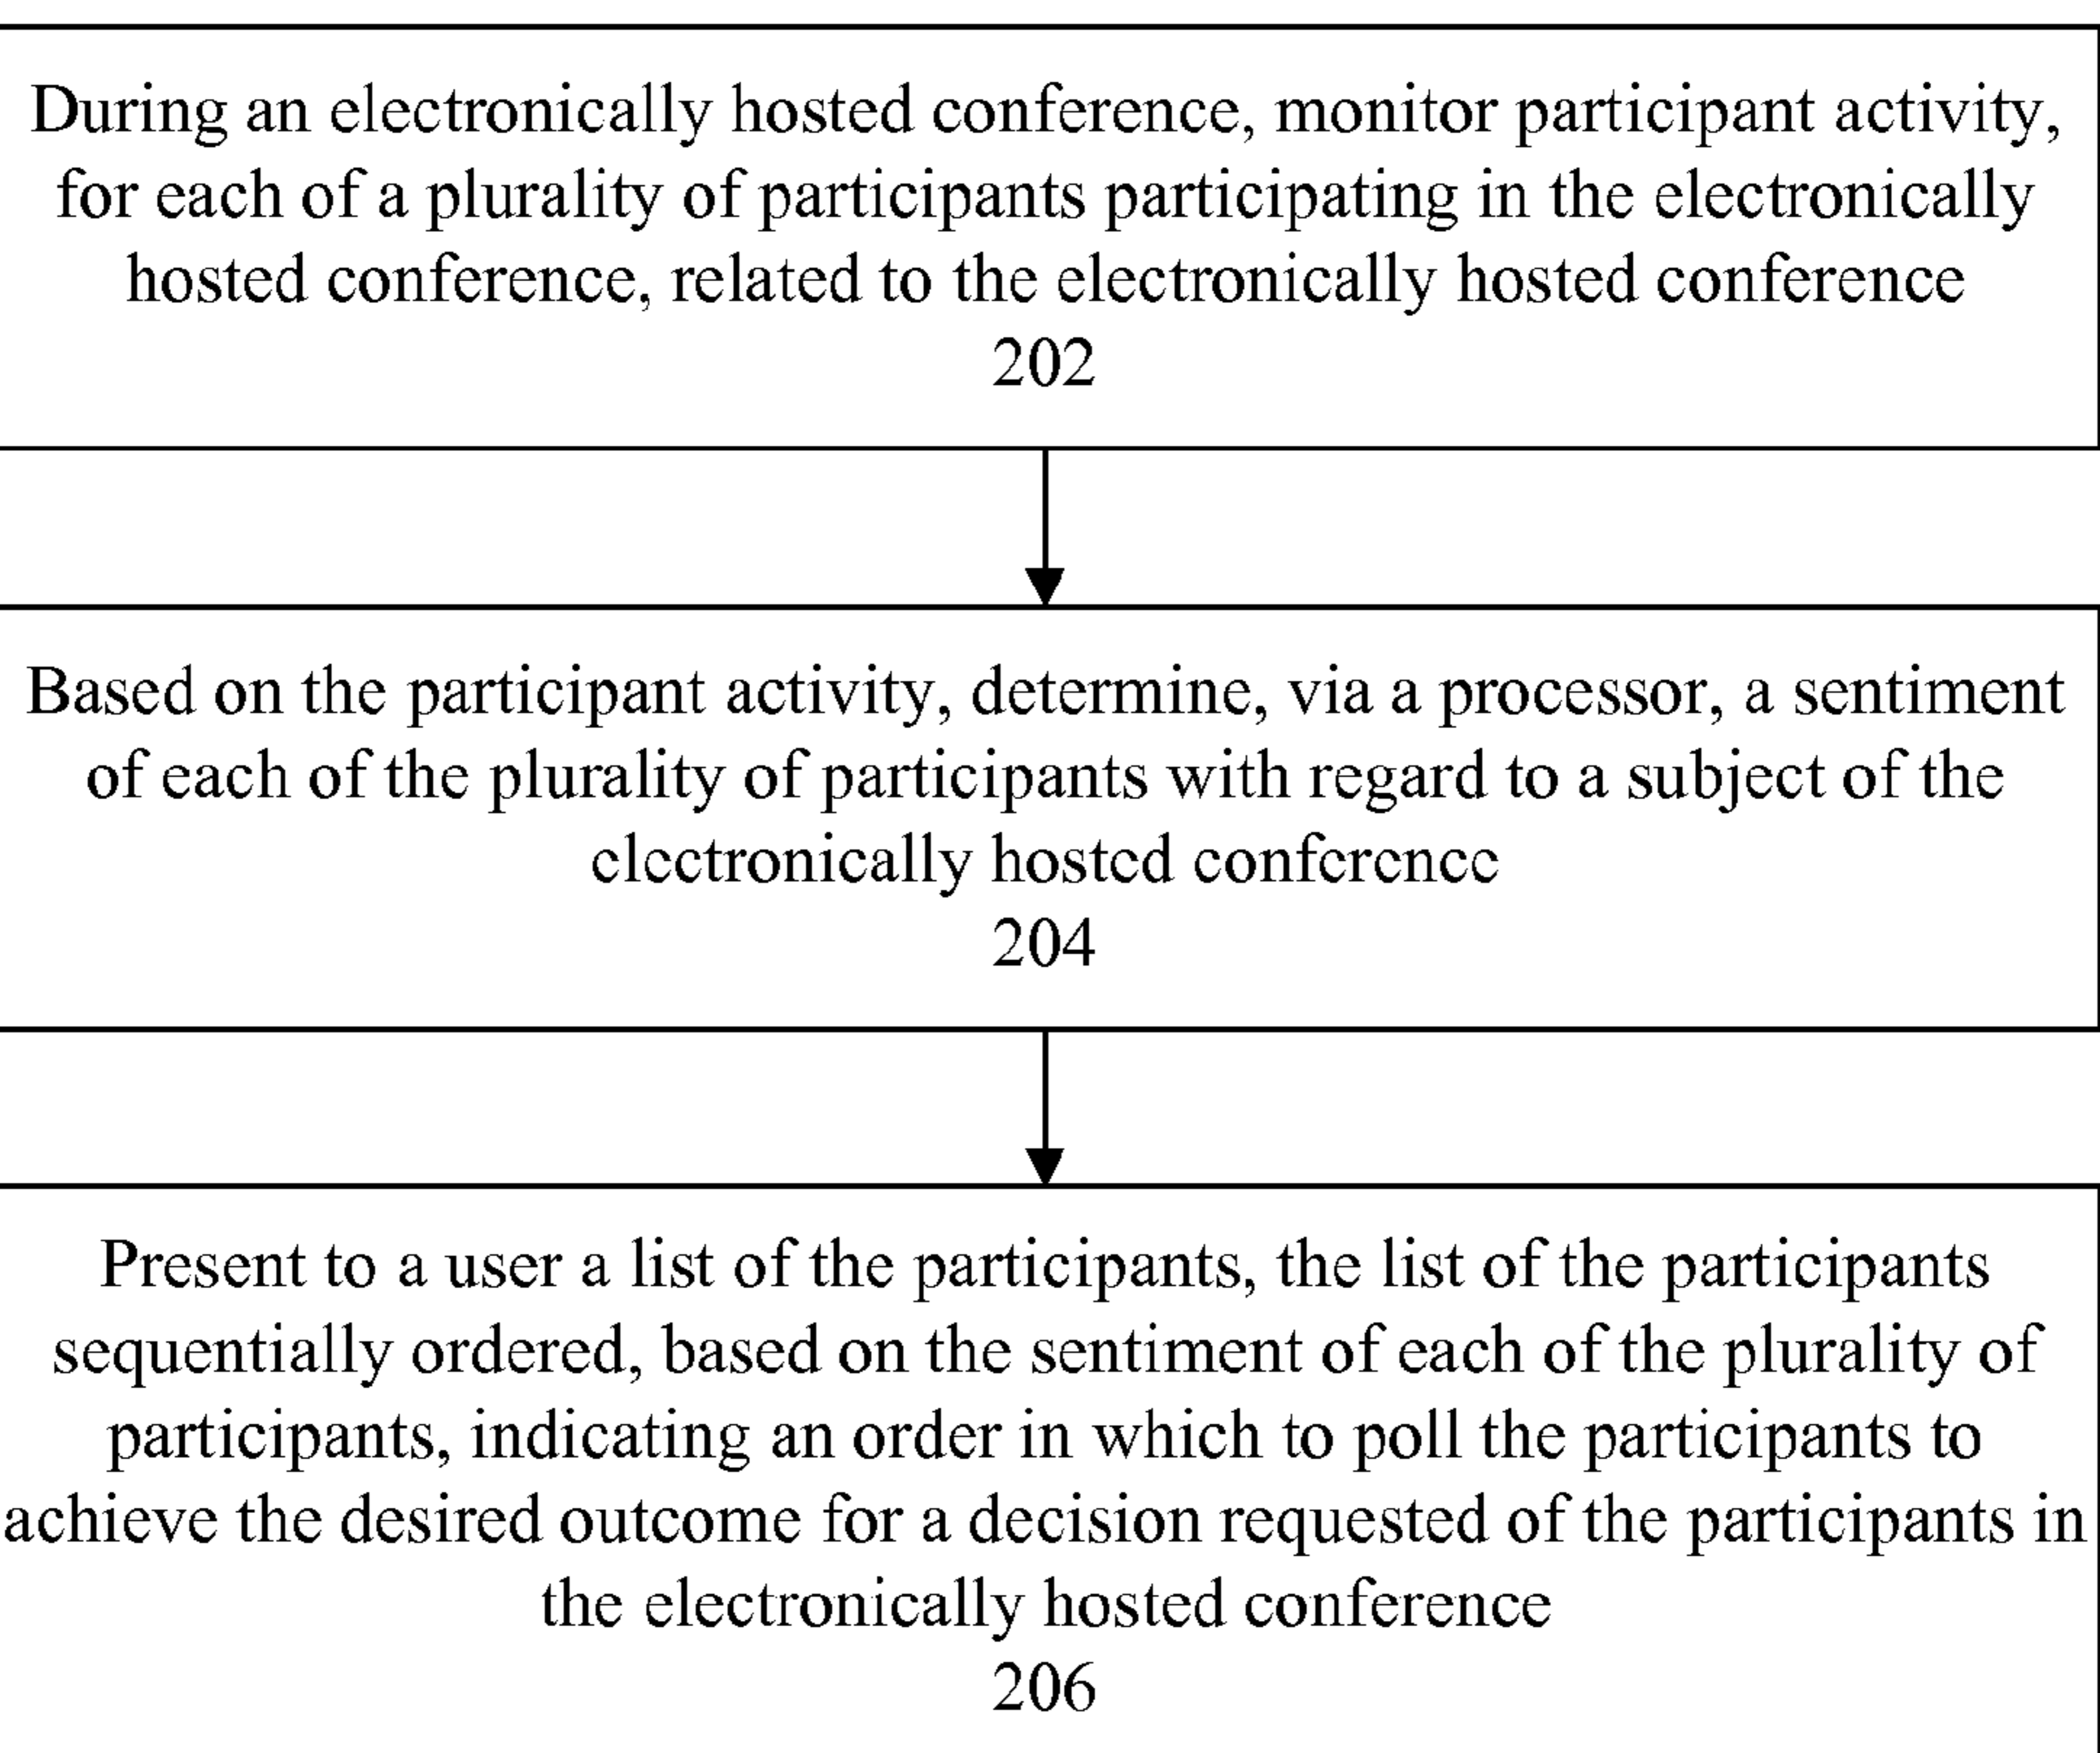 During an electronically hosted conference, monitor participant activity,
for each of a plurality of participants participating in the electronically
hosted conference, related to the electronically hosted conference
202
Based on the participant activity, determine, via a processor, a sentiment
of each of the plurality of participants with regard to a subject of the
electronically hosted conference
204
Present to a user a list of the participants, the list of the participants
sequentially ordered, based on the sentiment of each of the plurality of
participants, indicating an order in which to poll the participants to
achieve the desired outcome for a decision requested of the participants in
the electronically hosted conference
206